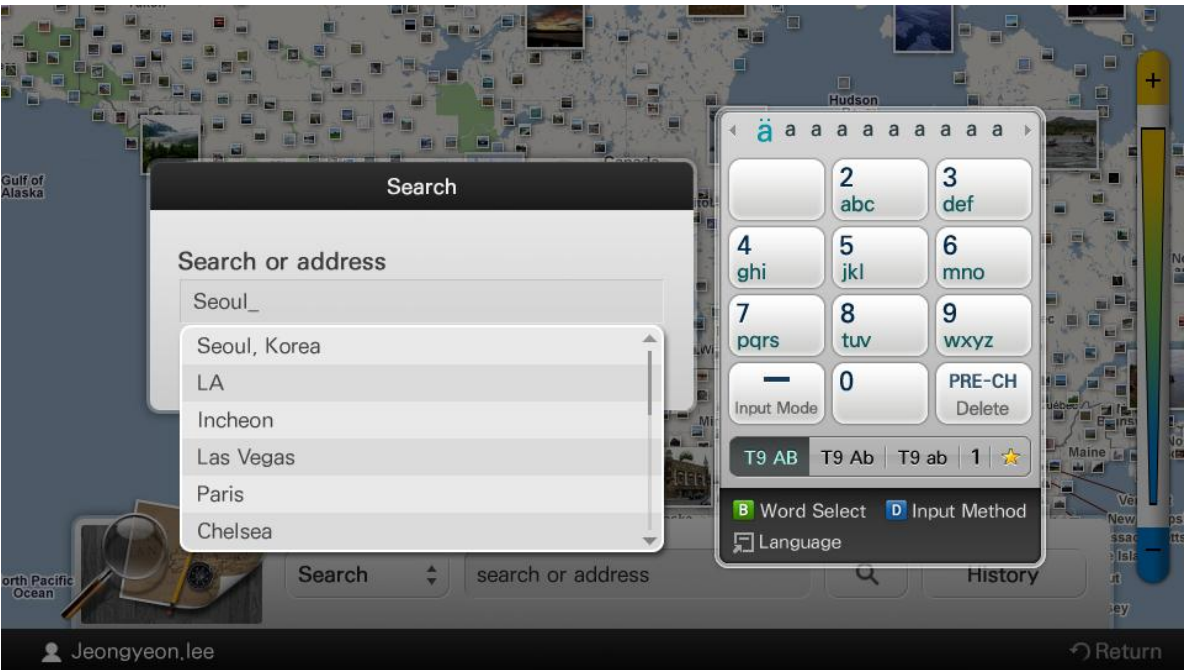 Hudson
Canada
Gulf of
Alaska
Search
Search or address
Seoul_
Seoul, Korea
LA
Incheon
Las Vegas
Paris
Chelsea
ä a a a a a a a a a
2
abc
3
def
4
ghi
5
jkl
6
mno
7
pqrs
8
tuv
9
wxyz
—
Input Mode
0
PRE-CH
Delete
T9 AB T9 Ab T9 ab 1
B Word Select D Input Method
Language
+
-
Maine
orth Pacific
Ocean
Search
search or address
History
Jeongyeon,lee
Return